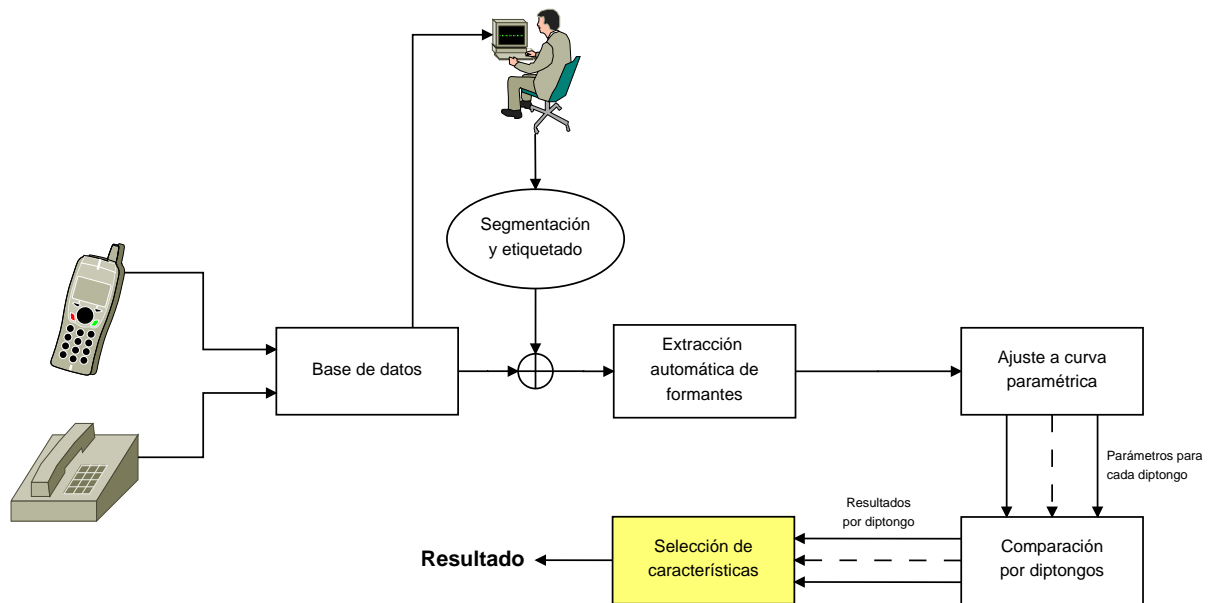 Segmentación
y etiquetado
Base de datos
Extracción
automática de
formantes
Ajuste a curva
paramétrica
Parámetros para
cada diptongo
Comparación
por diptongos
Resultados
por diptongo
Selección de
características
Resultado